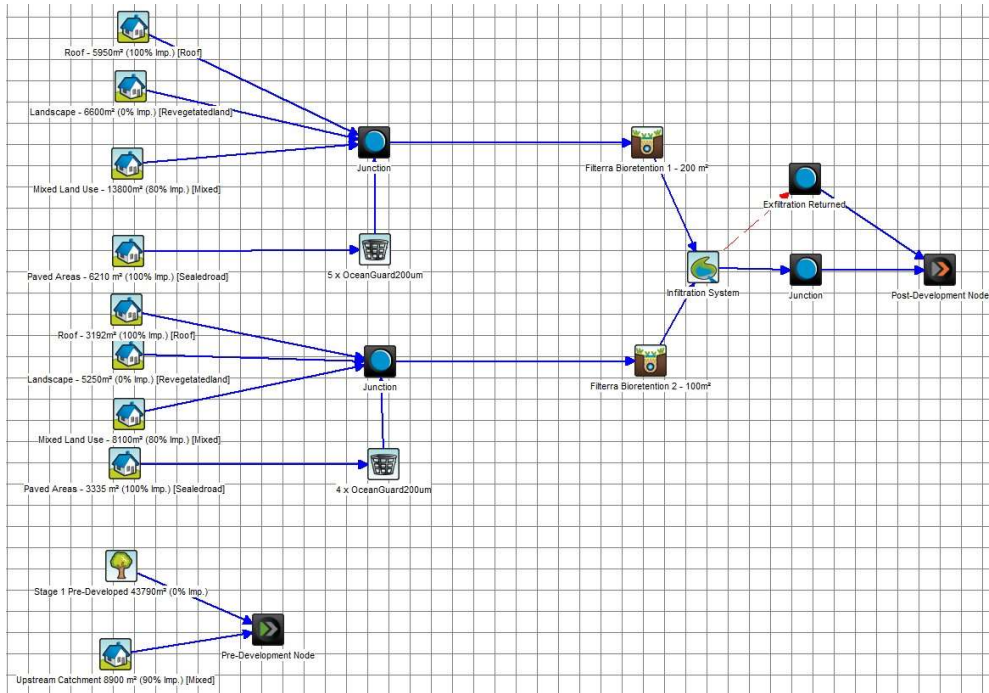 Roof - 5950m² (100% Imp.) [Roof]
Landscape - 6600m² (0% Imp.) [Revegetatedland]
Junction
Filterra Bioretention 1 - 200 m²
Mixed Land Use - 13800m² (80% Imp.) [Mixed]
Exfiltration Returned
Paved Areas - 6210 m² (100% Imp.) [Sealedroad]
5 x OceanGuard200um
Infiltration System
Junction
Post-Development Node
Roof - 3192m² (100% Imp.) [Roof]
Landscape - 5250m² (0% Imp.) [Revegetatedland]
Junction
Filterra Bioretention 2 - 100m²
Mixed Land Use - 8100m² (80% Imp.) [Mixed]
Paved Areas - 3335 m² (100% Imp.) [Sealedroad]
4 x OceanGuard200um
Stage 1 Pre-Developed 43790m² (0% Imp.)
Pre-Development Node
Upstream Catchment 8900 m² (90% Imp.) [Mixed]